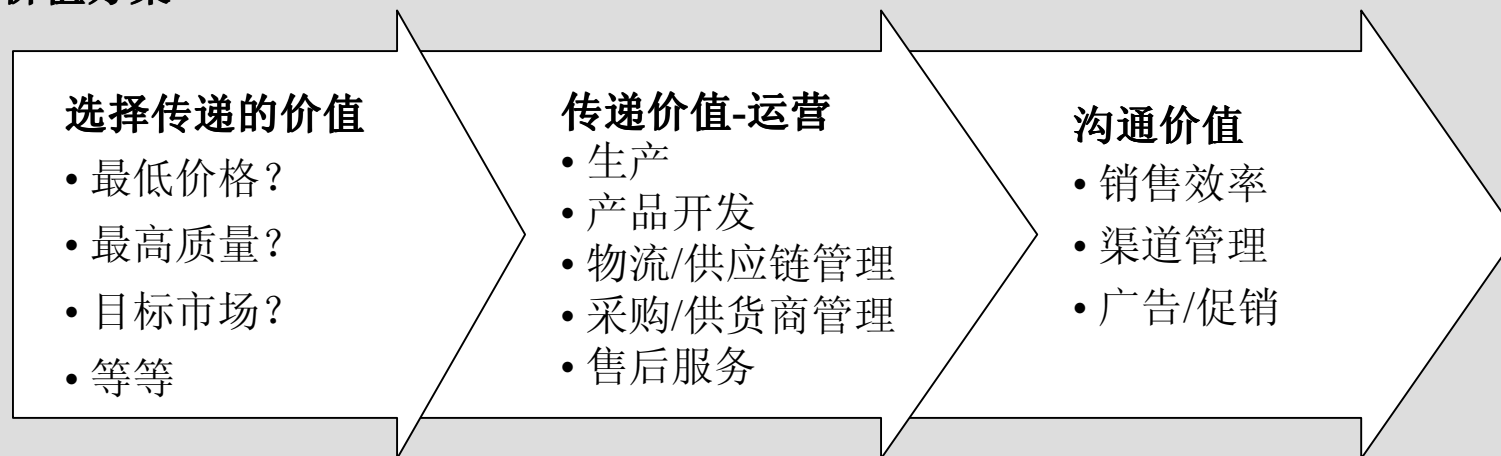 选择传递的价值
• 最低价格？
• 最高质量？
• 目标市场？
• 等等
传递价值-运营
• 生产
• 产品开发
• 物流/供应链管理
• 采购/供货商管理
• 售后服务
沟通价值
• 销售效率
• 渠道管理
• 广告/促销